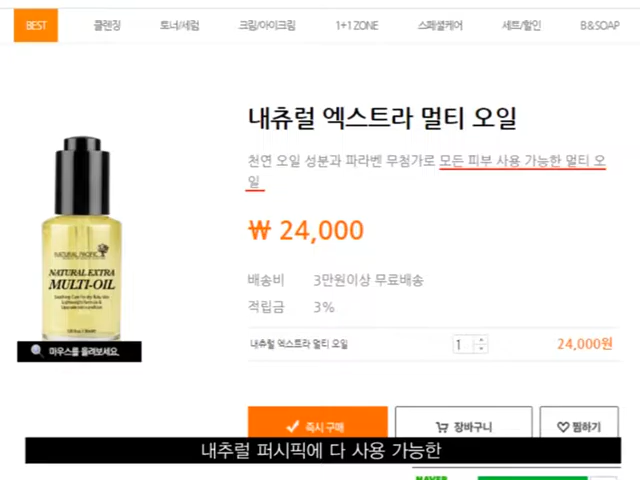 BEST 클렌징 토너/세럼 크림/아이크림 1+1 ZONE 스페셜케어 세트/할인 B&SOAP
내츄럴 엑스트라 멀티 오일
천연 오일 성분과 파라벤 무첨가로 모든 피부 사용 가능한 멀티 오
일
₩ 24,000
배송비 3만원이상 무료배송
적립금 3%
내츄럴 엑스트라 멀티 오일 1 24,000원
NATURAL PACIFIC
NATURAL EXTRA
MULTI-OIL
마우스를 올려보세요.
즉시 구매 장바구니 찜하기
내추럴 퍼시픽에 다 사용 가능한
NAVER